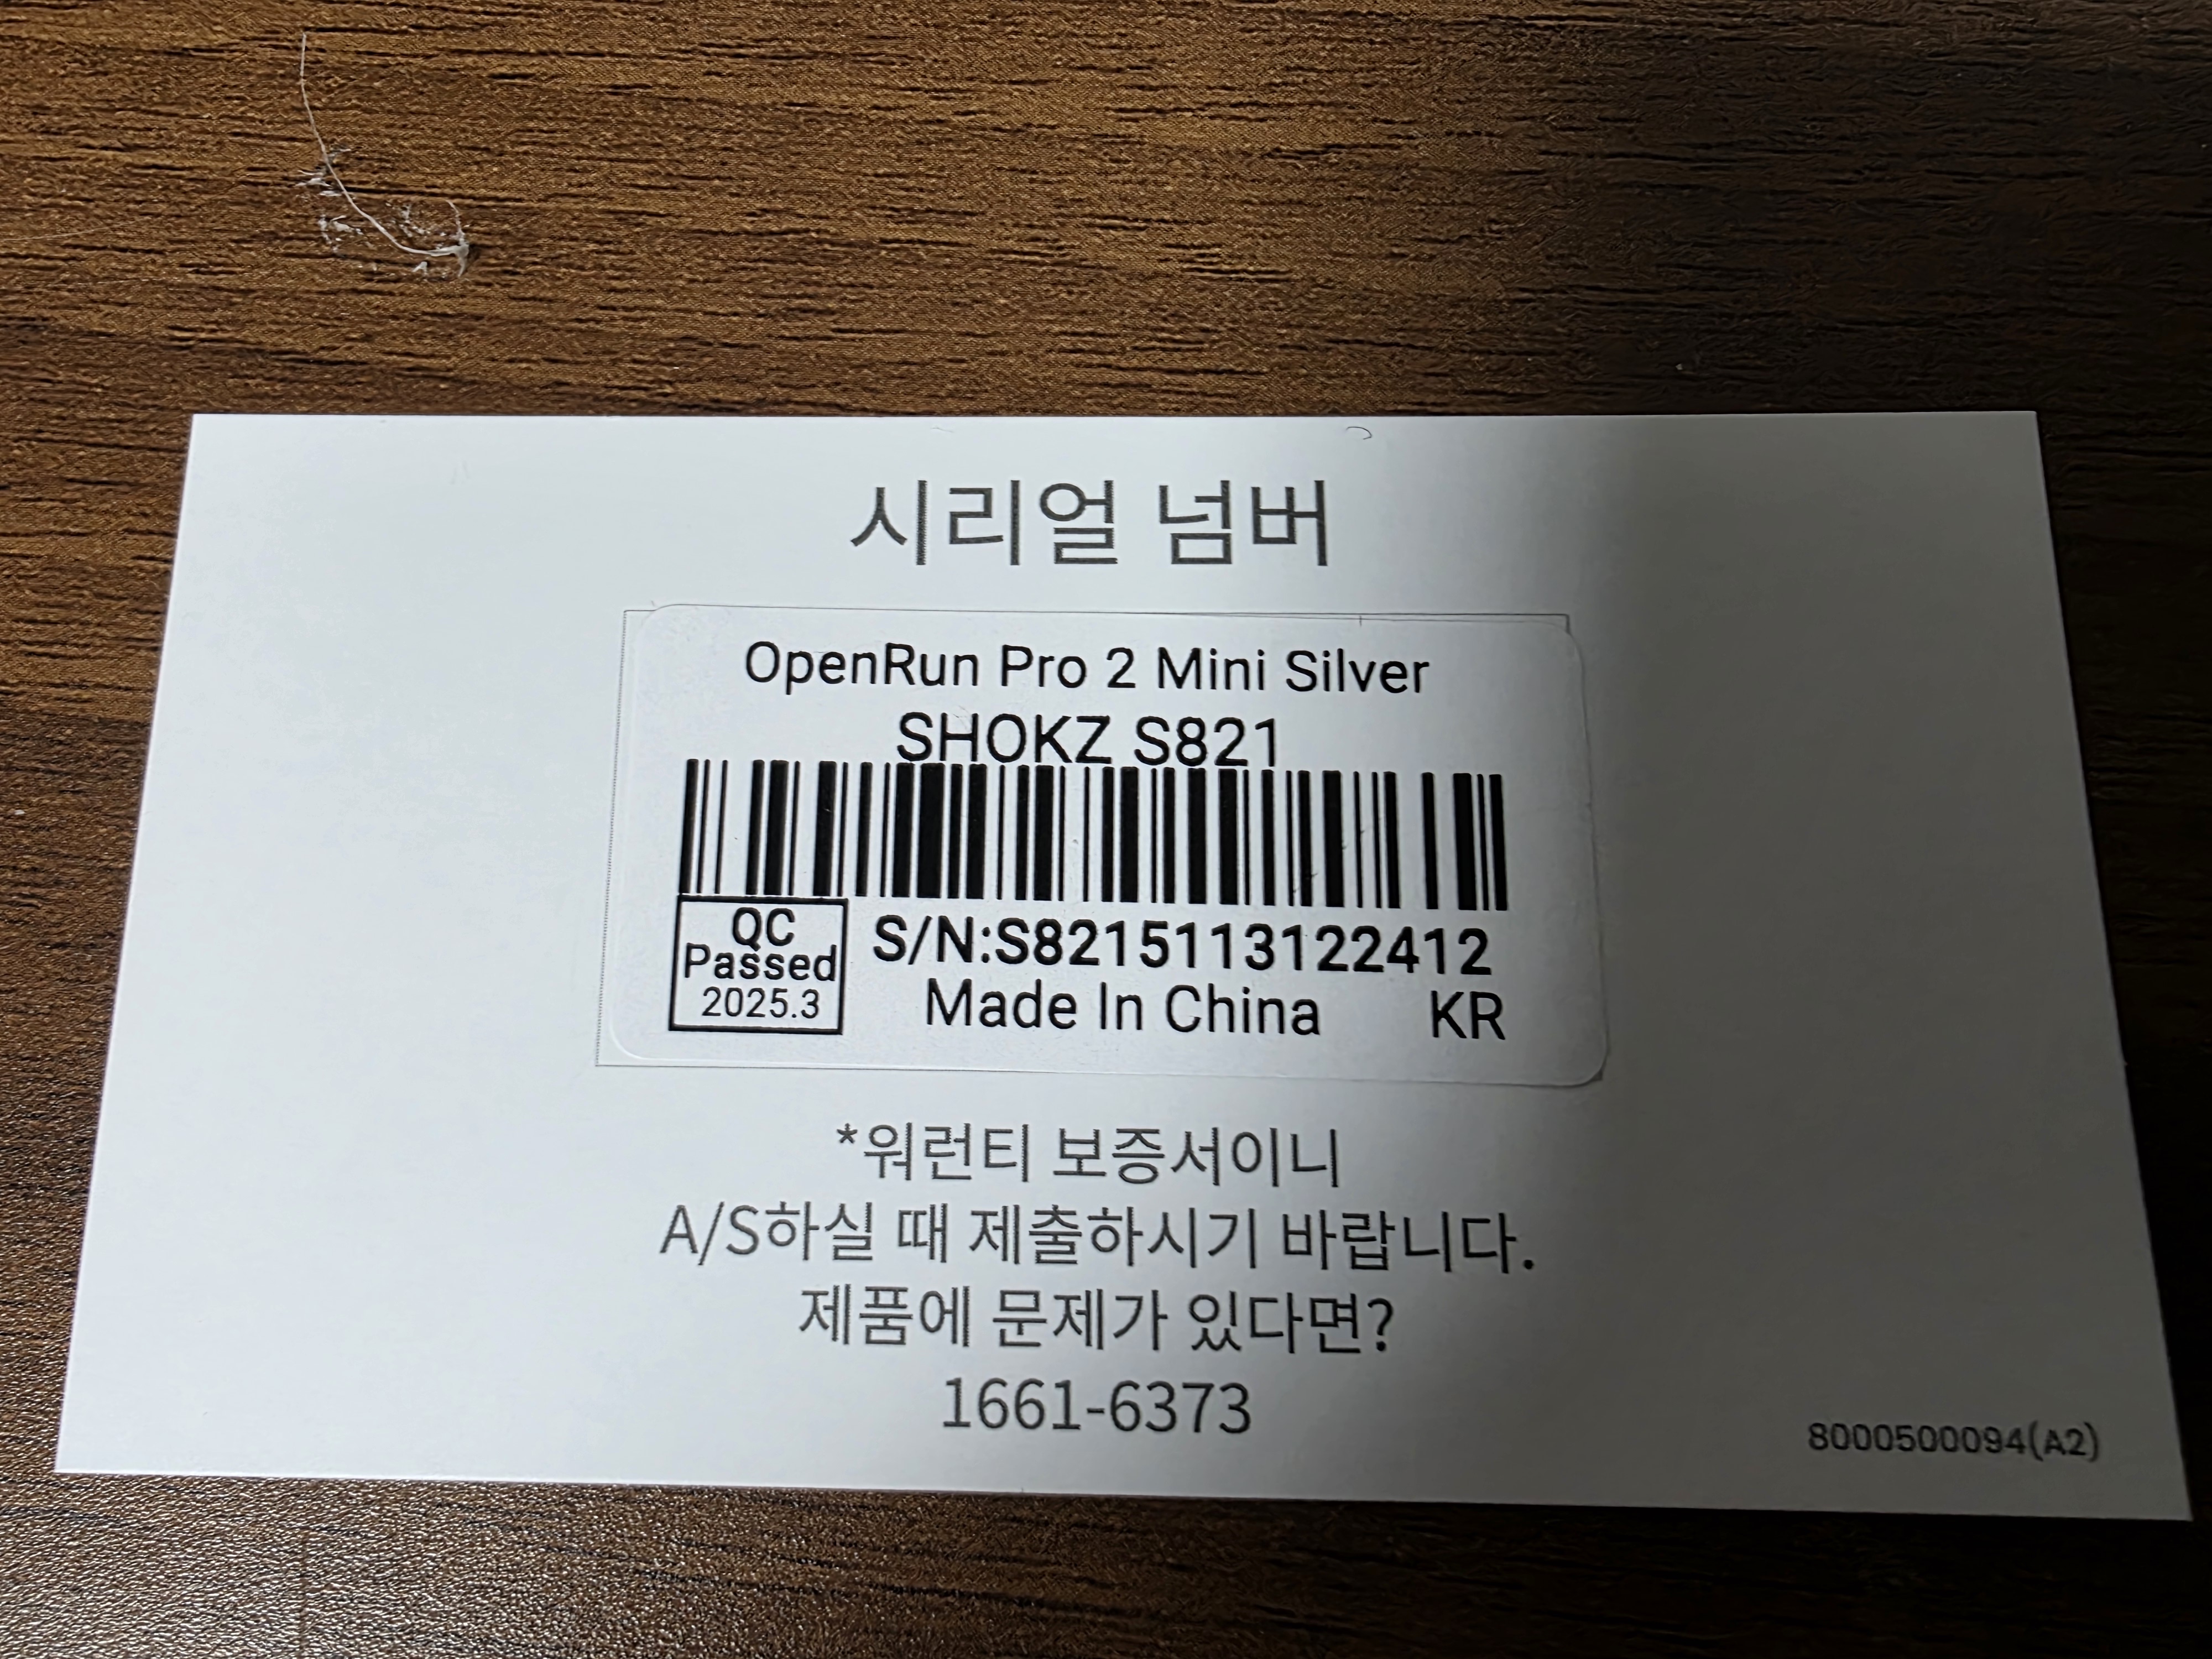 시리얼 넘버
OpenRun Pro 2 Mini Silver
SHOKZ S821
QC
Passed
2025.3
S/N:S8215113122412
Made In China KR
*워런티 보증서이니
A/S하실 때 제출하시기 바랍니다.
제품에 문제가 있다면?
1661-6373
8000500094(A2)